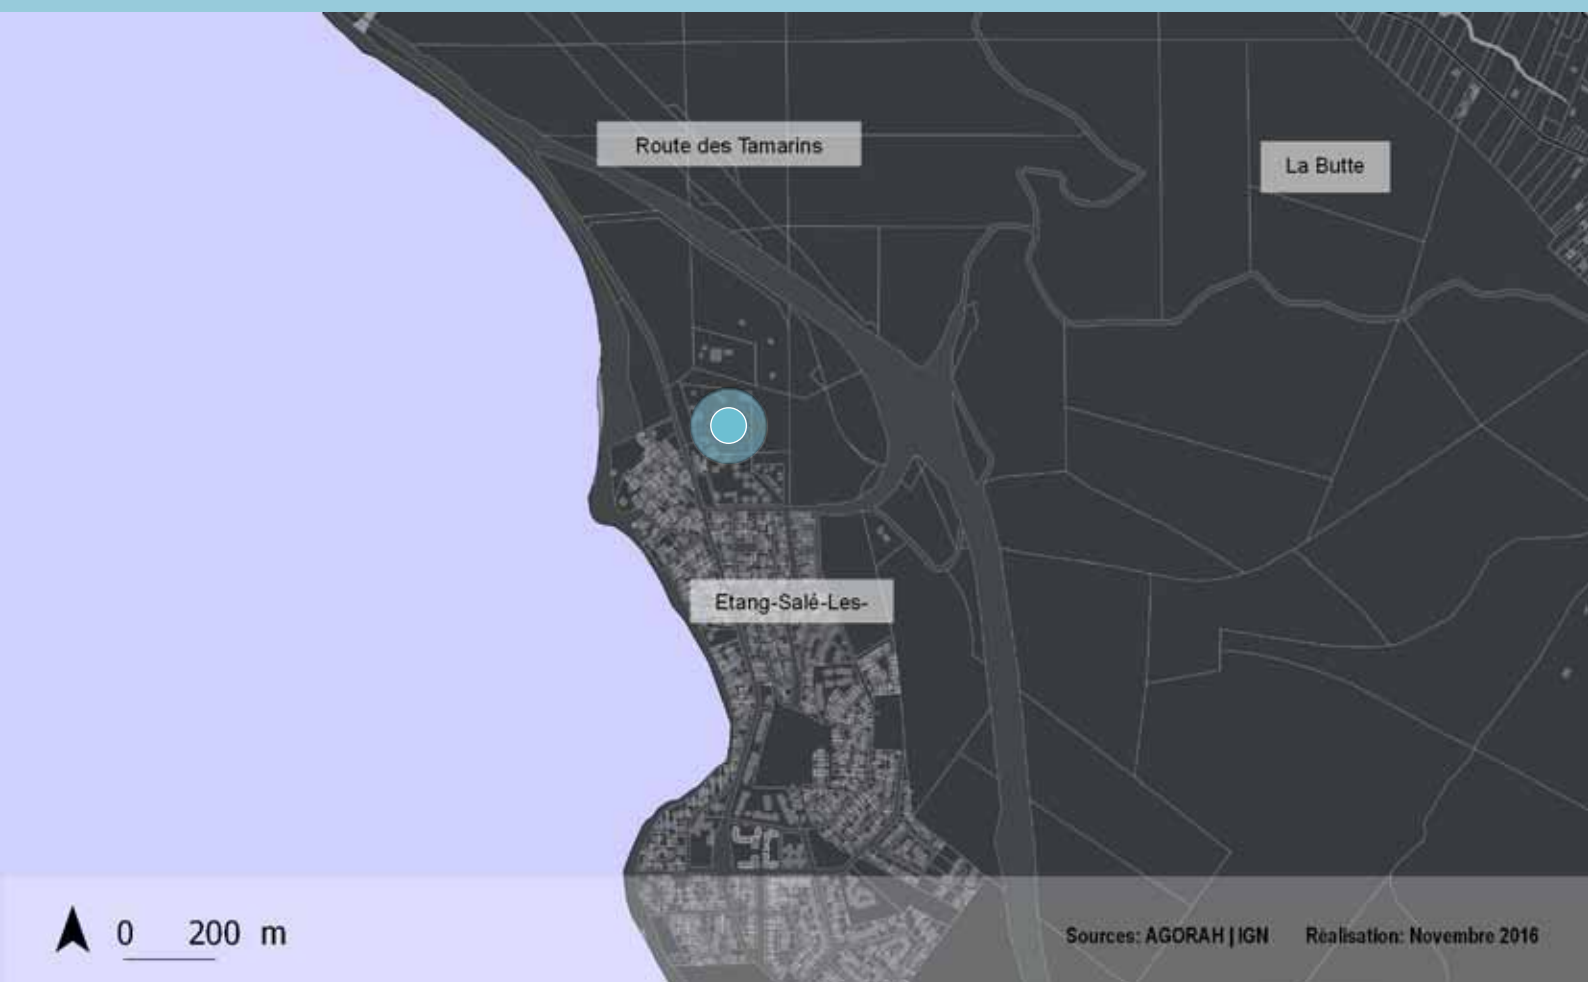 Route des Tamarins
La Butte
Etang-Salé-Les-
0 200 m
Sources: AGORAH | IGN Réalisation: Novembre 2016